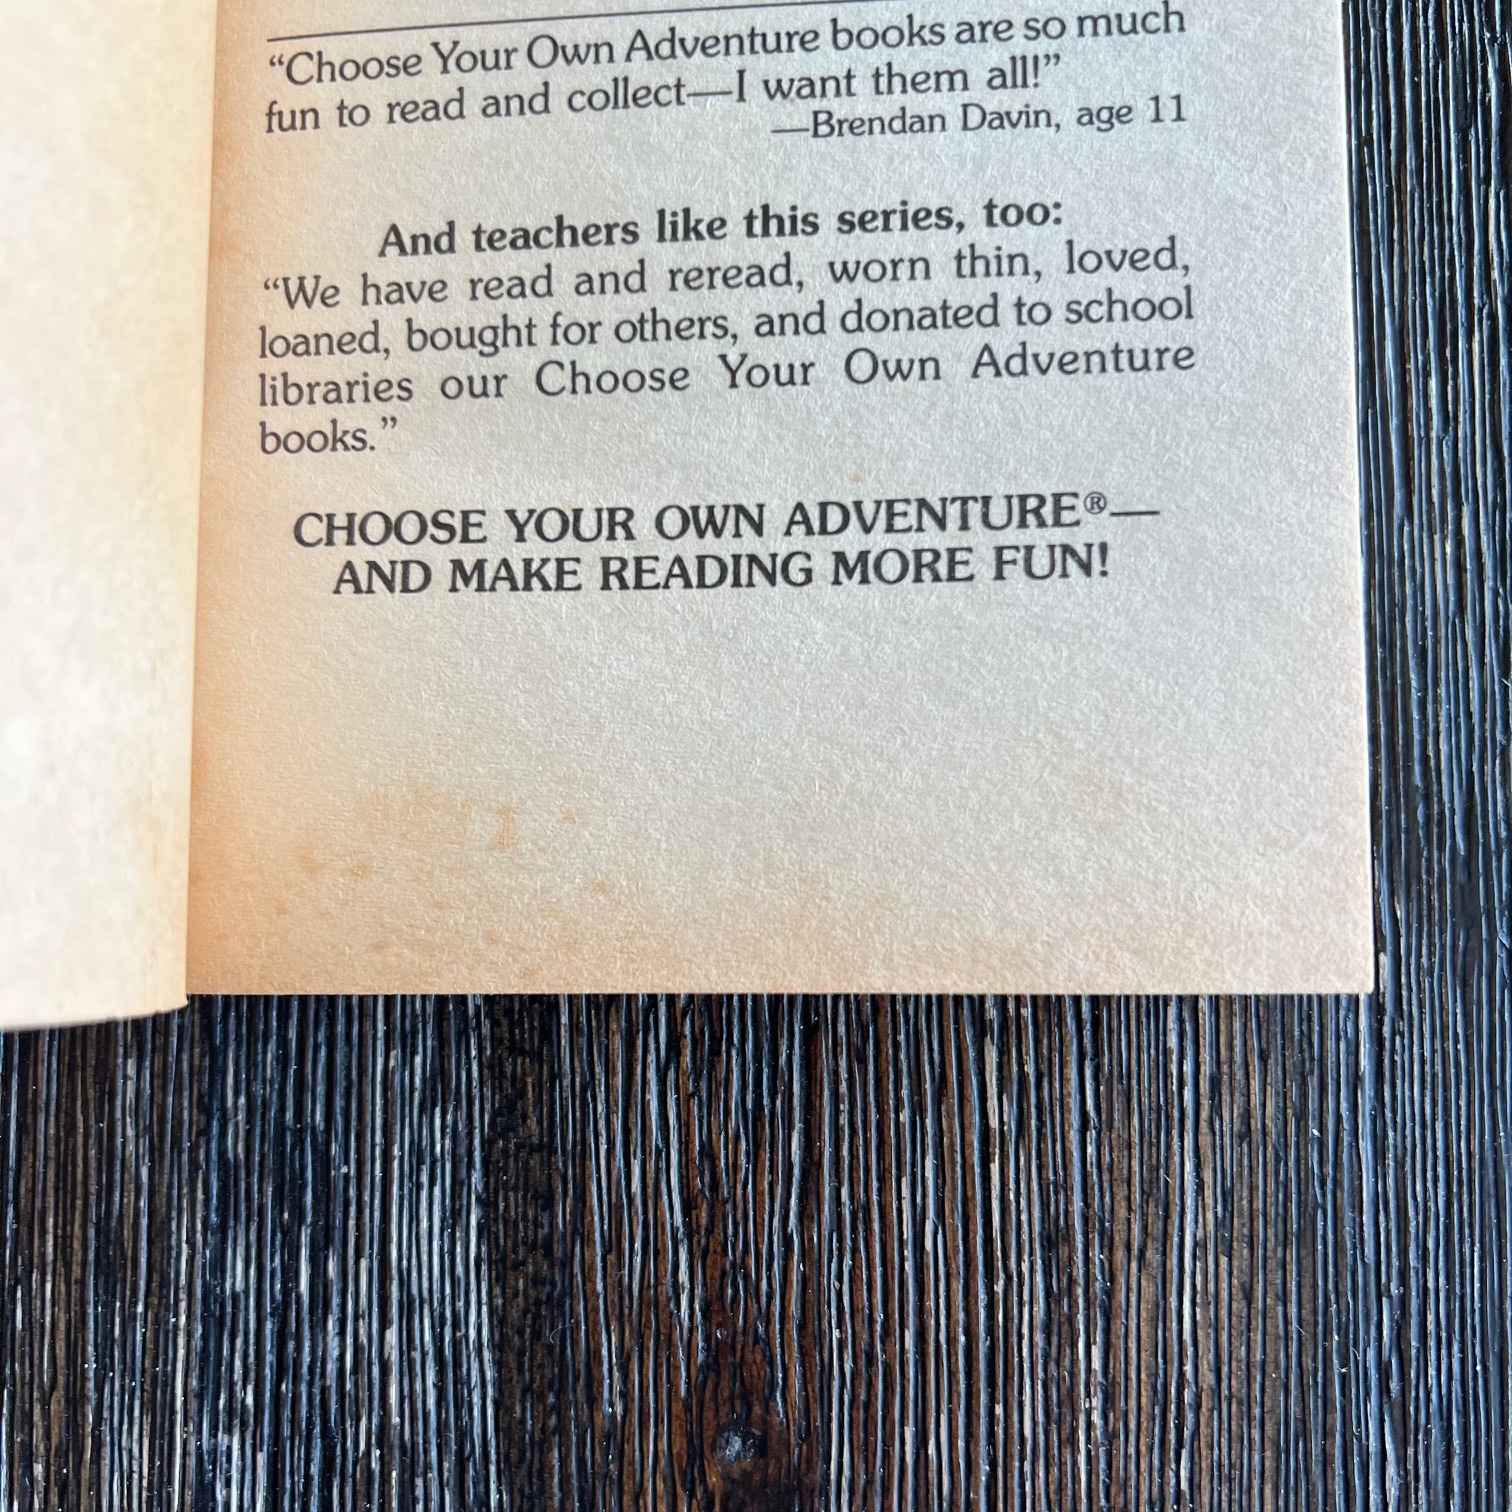 “Choose Your Own Adventure books are so much
fun to read and collect—I want them all!”
—Brendan Davin, age 11
And teachers like this series, too:
“We have read and reread, worn thin, loved,
loaned, bought for others, and donated to school
libraries our Choose Your Own Adventure
books.”
CHOOSE YOUR OWN ADVENTURE®—
AND MAKE READING MORE FUN!